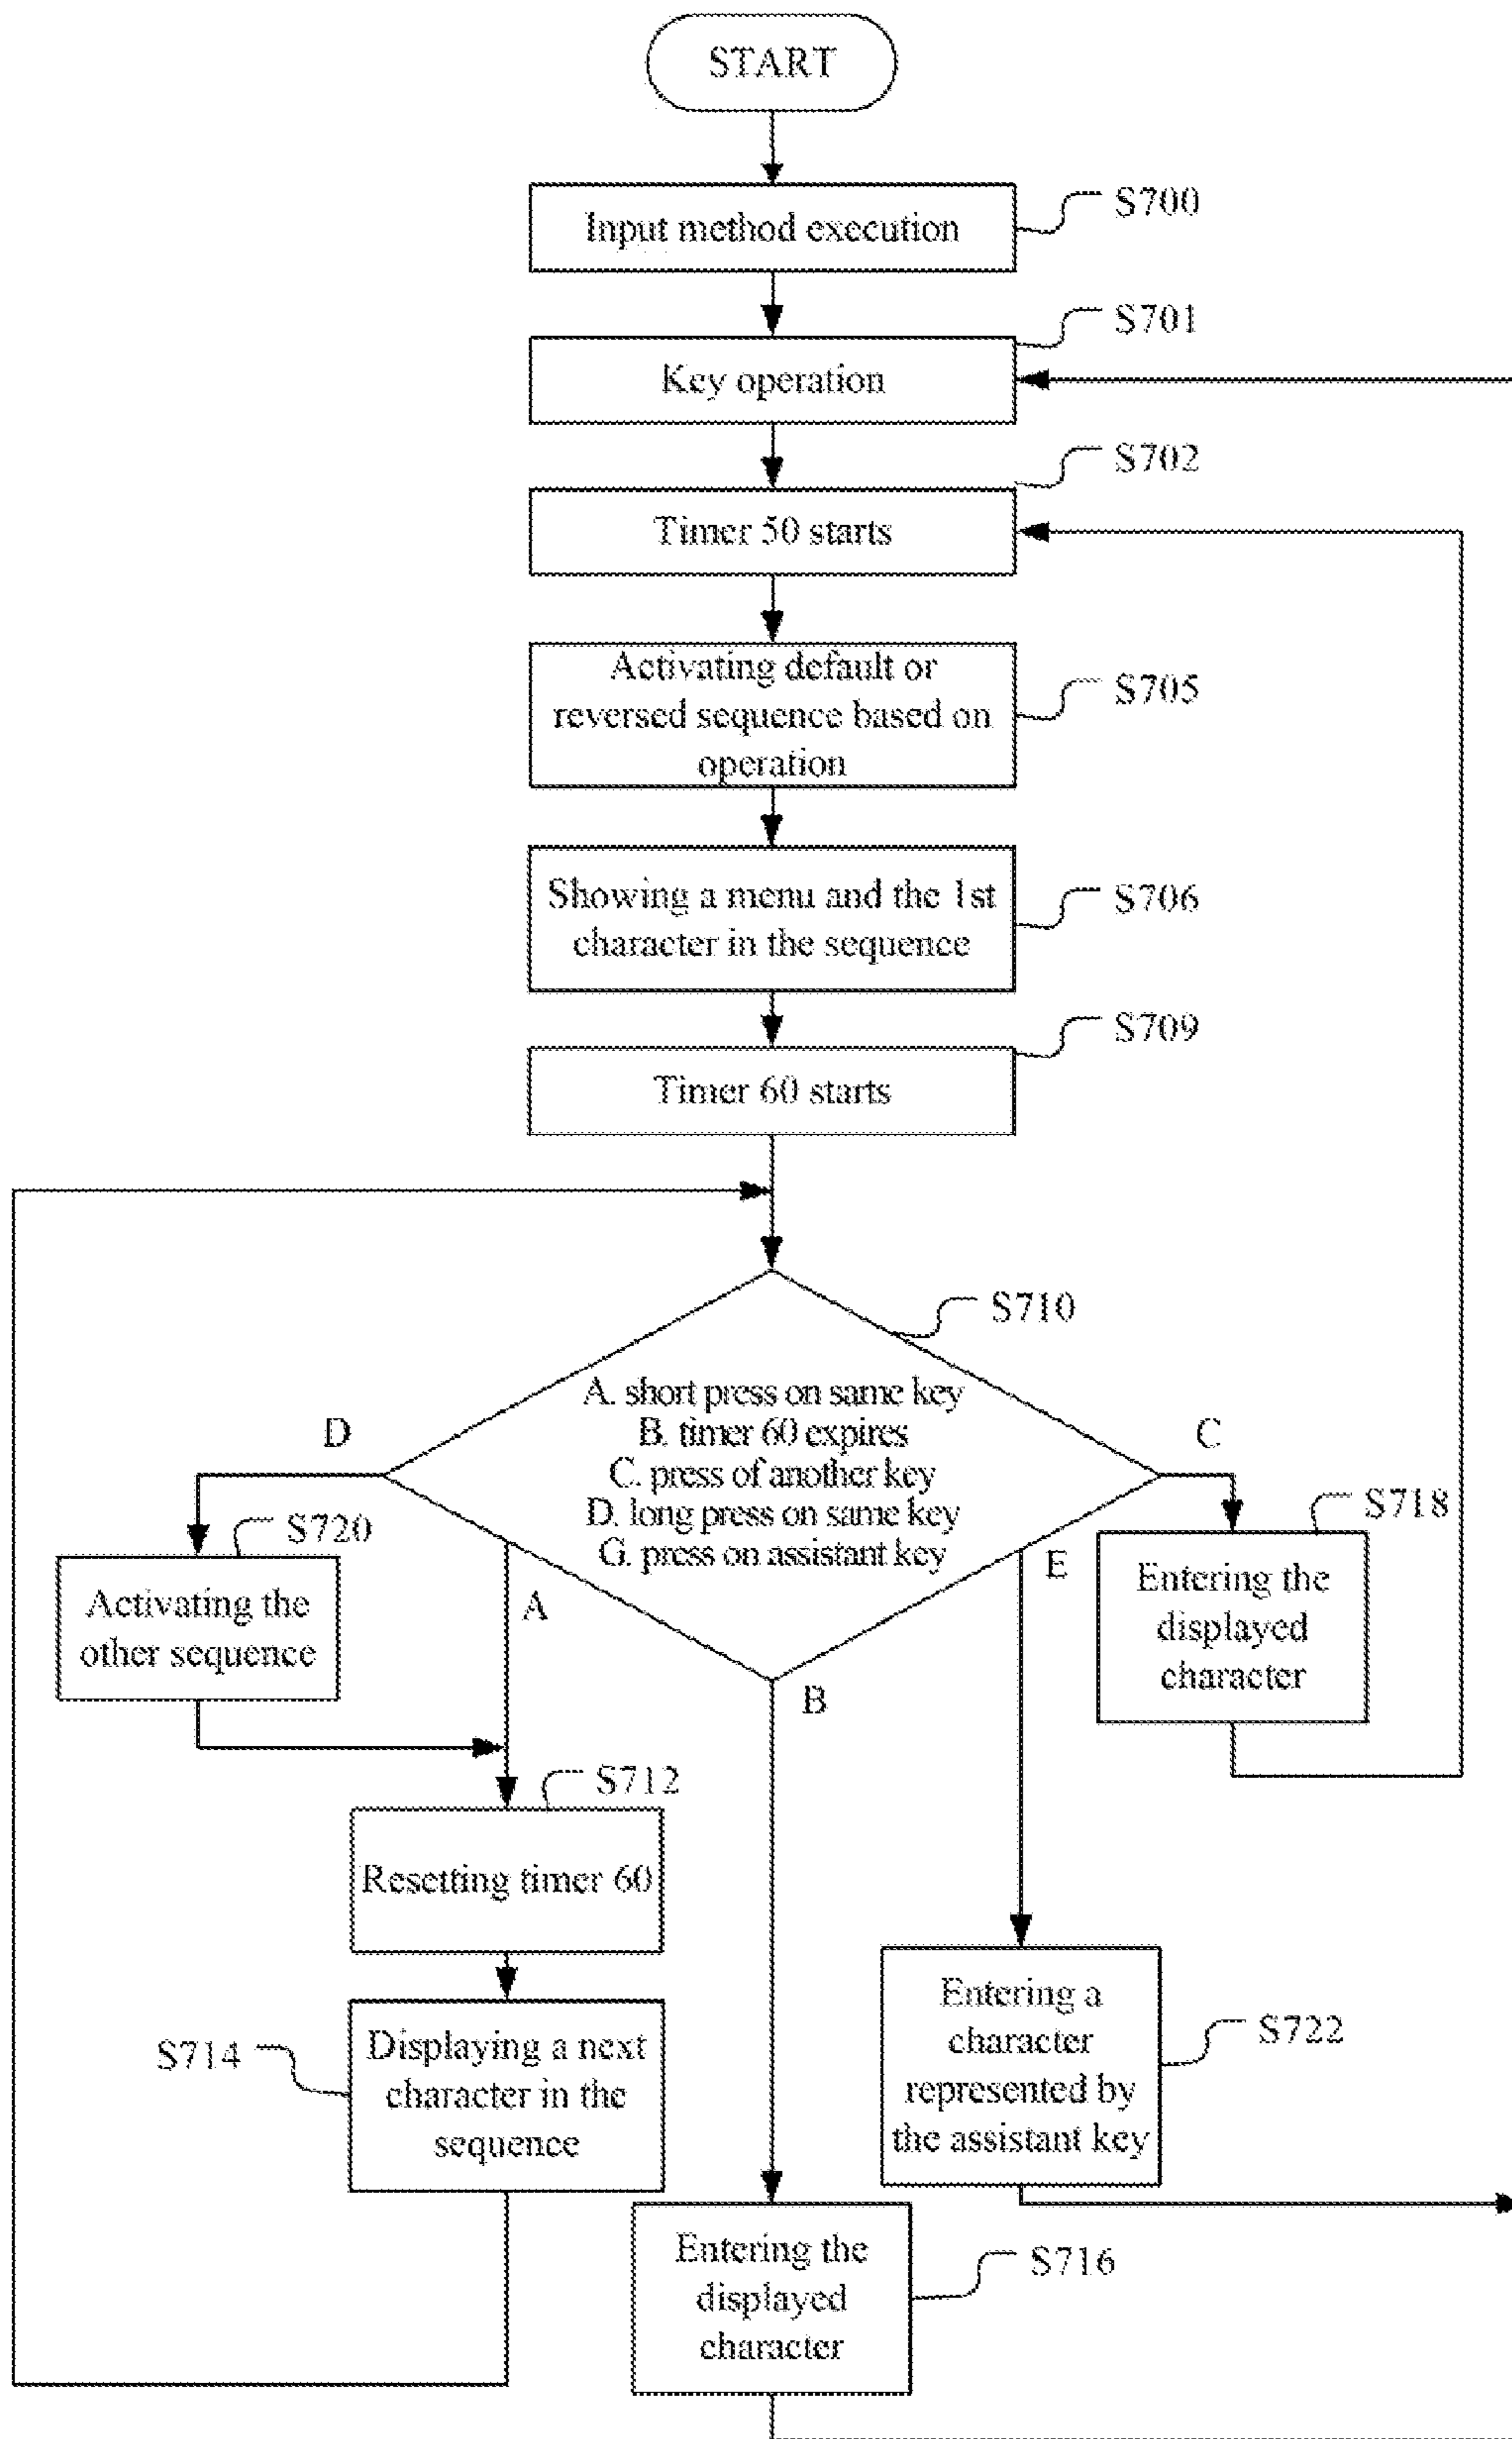 START
Input method execution
S700
Key operation
S701
Timer 50 starts
S702
Activating default or
reversed sequence based on
operation
S705
Showing a menu and the 1st
character in the sequence
S706
Timer 60 starts
S709
S710
A. short press on same key
B. timer 60 expires
C. press of another key
D. long press on same key
G. press on assistant key
D
C
A
B
E
S720
Activating the
other sequence
S718
Entering the
displayed
character
S712
Resetting timer 60
S714
Displaying a next
character in the
sequence
Entering a
character
represented by
the assistant key
S722
Entering the
displayed
character
S716